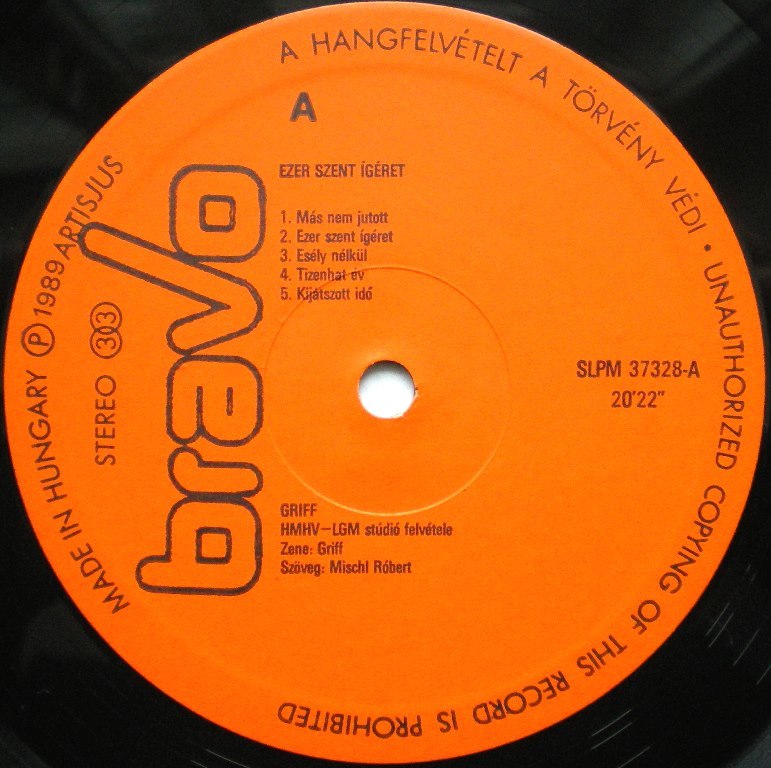 A HANGFELVÉTELT A TÖRVÉNY VÉDI • UNAUTHORIZED COPYING OF THIS RECORD IS PROHIBITED
A
EZER SZENT ÍGÉRET
1. Más nem jutott
2. Ezer szent ígéret
3. Esély nélkül
4. Tizenhat év
5. Kijátszott idő
SLPM 37328-A
20'22"
GRIFF
HMHV–LGM stúdió felvétele
Zene: Griff
Szöveg: Mischl Róbert
bravo
STEREO 33
MADE IN HUNGARY Ⓟ 1989 ARTISJUS